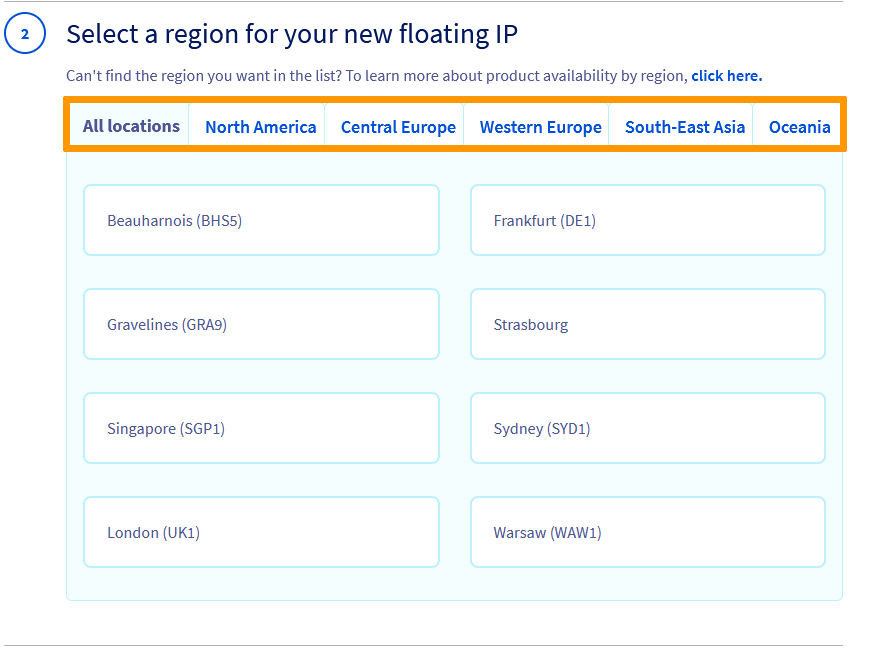 2
Select a region for your new floating IP
Can't find the region you want in the list? To learn more about product availability by region, click here.
All locations North America Central Europe Western Europe South-East Asia Oceania
Beauharnois (BHS5) Frankfurt (DE1)
Gravelines (GRA9) Strasbourg
Singapore (SGP1) Sydney (SYD1)
London (UK1) Warsaw (WAW1)